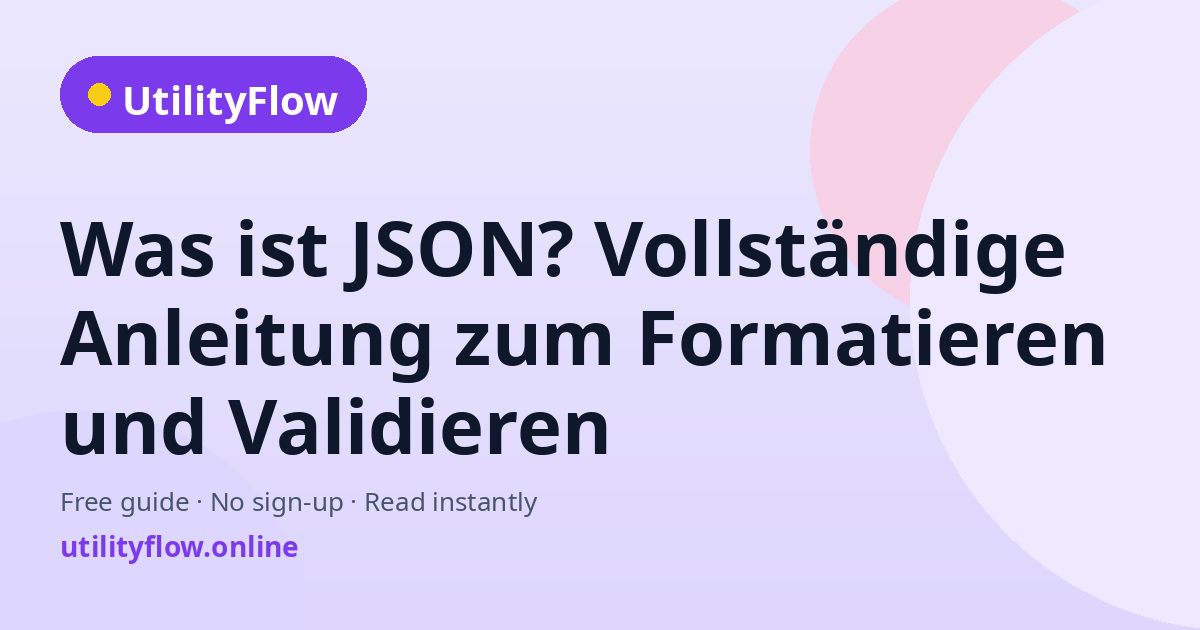 UtilityFlow
Was ist JSON? Vollständige
Anleitung zum Formatieren
und Validieren
Free guide · No sign-up · Read instantly
utilityflow.online